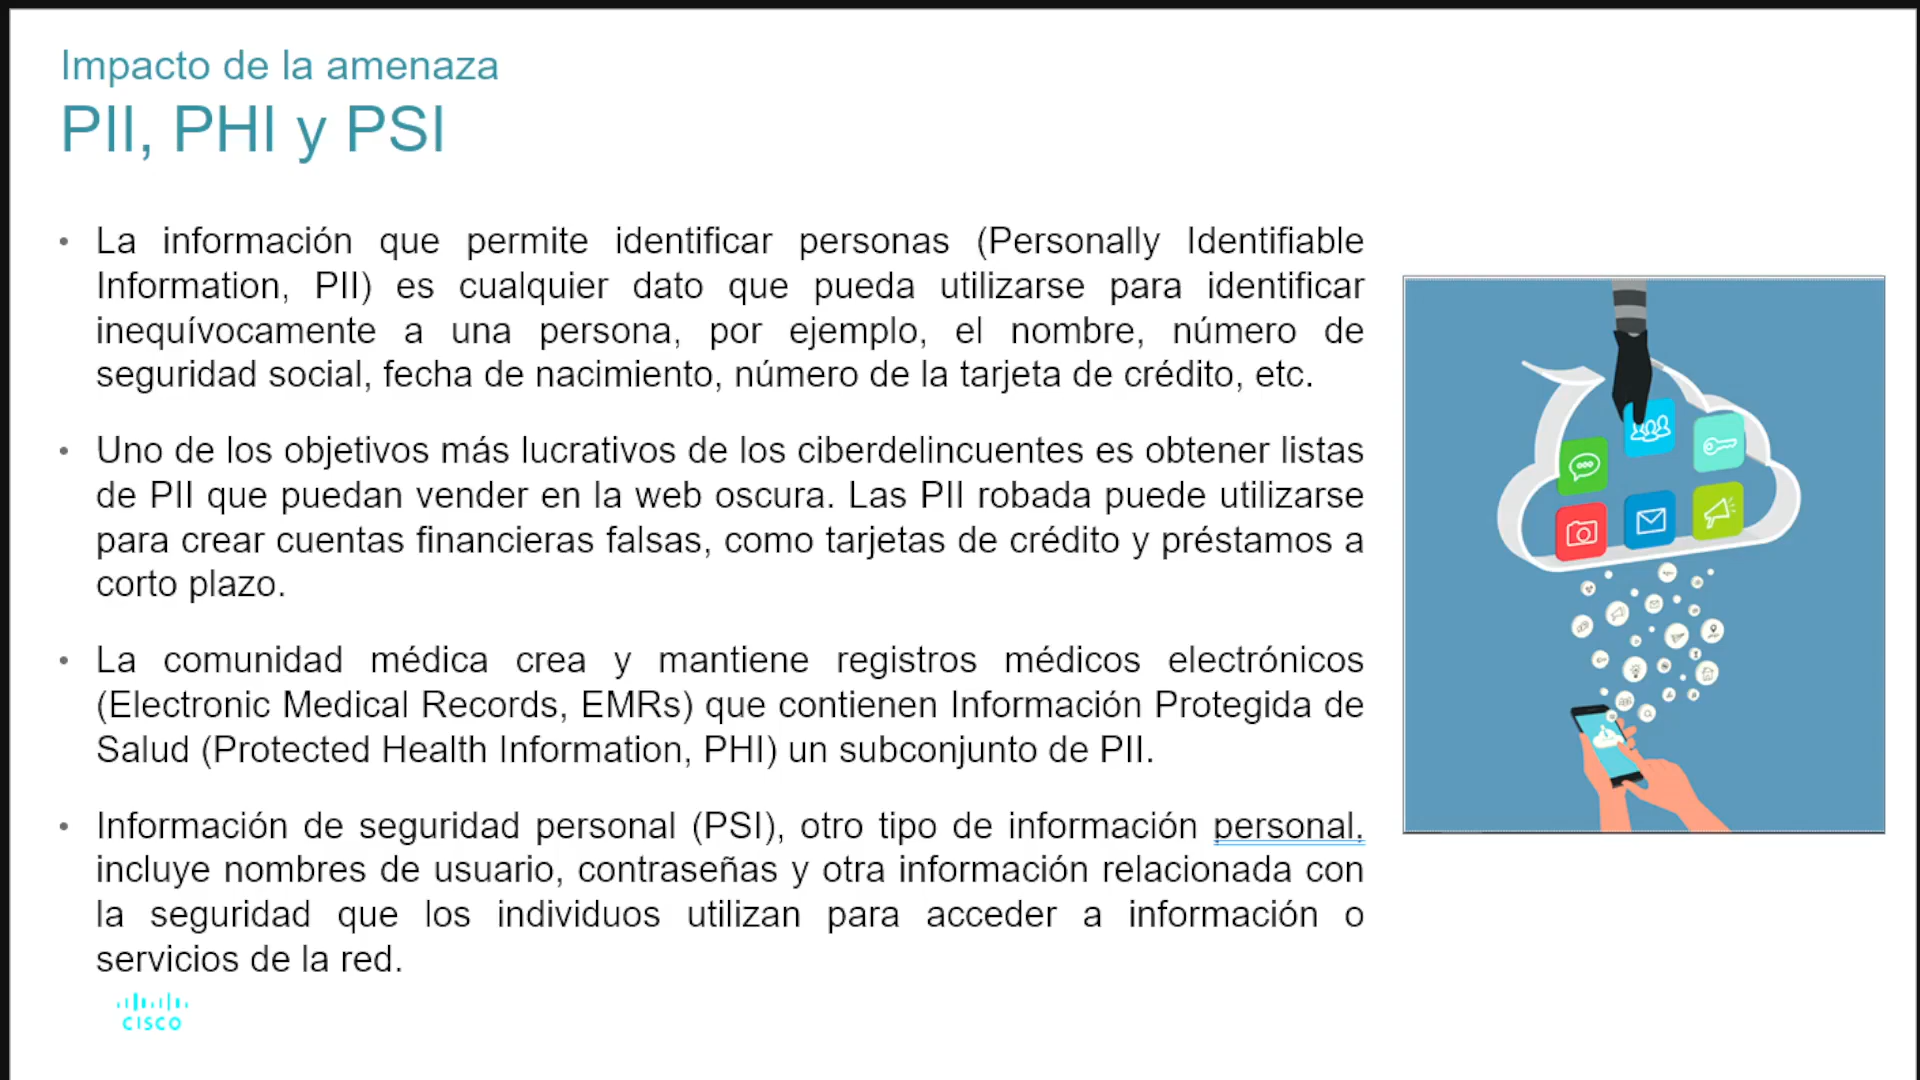 Impacto de la amenaza
PII, PHI y PSI
• La información que permite identificar personas (Personally Identifiable
Information, PII) es cualquier dato que pueda utilizarse para identificar
inequívocamente a una persona, por ejemplo, el nombre, número de
seguridad social, fecha de nacimiento, número de la tarjeta de crédito, etc.
• Uno de los objetivos más lucrativos de los ciberdelincuentes es obtener listas
de PII que puedan vender en la web oscura. Las PII robada puede utilizarse
para crear cuentas financieras falsas, como tarjetas de crédito y préstamos a
corto plazo.
• La comunidad médica crea y mantiene registros médicos electrónicos
(Electronic Medical Records, EMRs) que contienen Información Protegida de
Salud (Protected Health Information, PHI) un subconjunto de PII.
• Información de seguridad personal (PSI), otro tipo de información personal.
incluye nombres de usuario, contraseñas y otra información relacionada con
la seguridad que los individuos utilizan para acceder a información o
servicios de la red.
CISCO